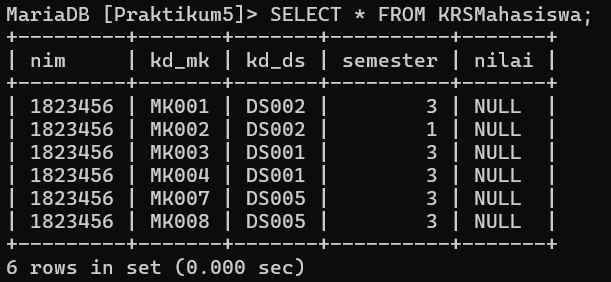 MariaDB [Praktikum5]> SELECT * FROM KRSMahasiswa;
+---------+-------+-------+----------+-------+
| nim     | kd_mk | kd_ds | semester | nilai |
+---------+-------+-------+----------+-------+
| 1823456 | MK001 | DS002 |        3 | NULL  |
| 1823456 | MK002 | DS002 |        1 | NULL  |
| 1823456 | MK003 | DS001 |        3 | NULL  |
| 1823456 | MK004 | DS001 |        3 | NULL  |
| 1823456 | MK007 | DS005 |        3 | NULL  |
| 1823456 | MK008 | DS005 |        3 | NULL  |
+---------+-------+-------+----------+-------+
6 rows in set (0.000 sec)